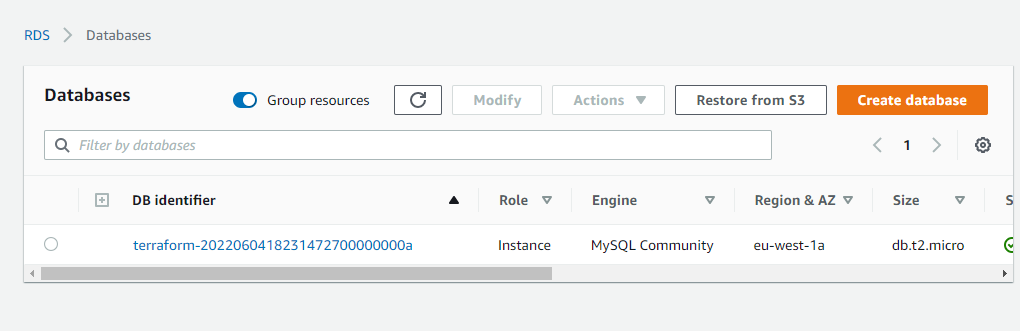 RDS > Databases
Databases Group resources Modify Actions Restore from S3 Create database
Filter by databases 1
DB identifier Role Engine Region & AZ Size S
terraform-20220604182314727000000000a Instance MySQL Community eu-west-1a db.t2.micro